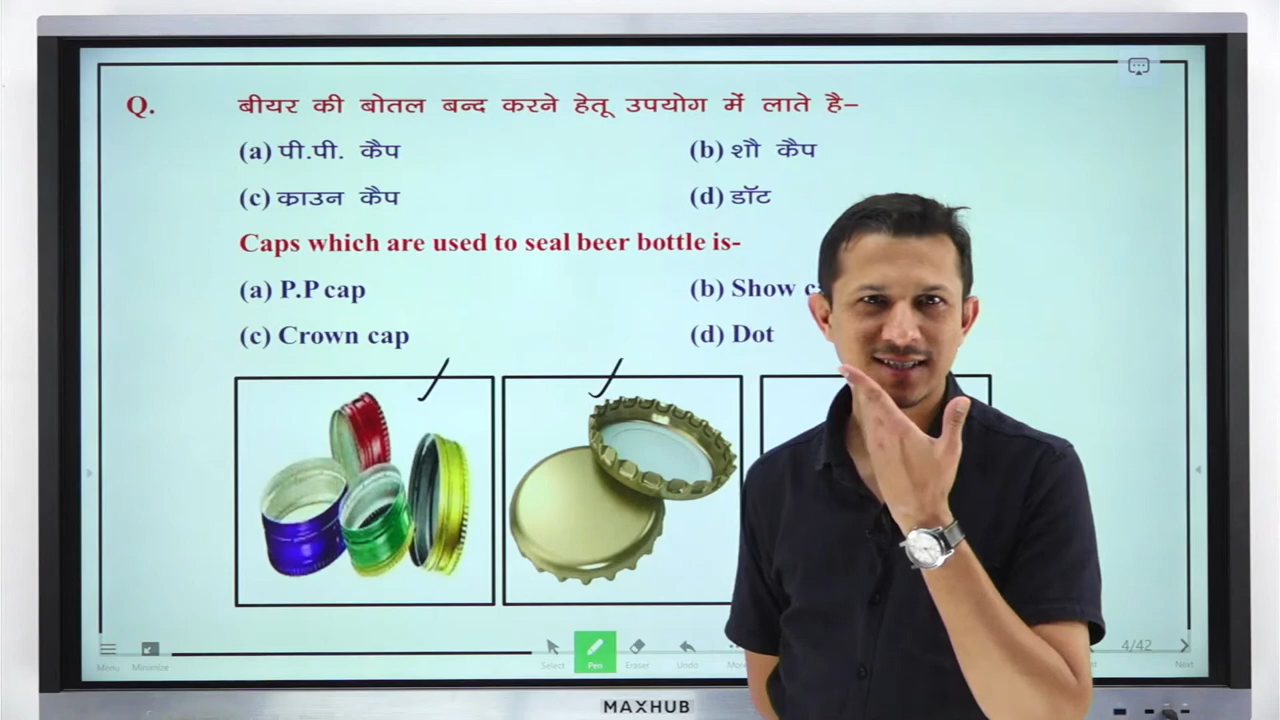 Q. बीयर की बोतल बन्द करने हेतू उपयोग में लाते है–
(a) पी.पी. कैप (b) शौ कैप
(c) काउन कैप (d) डॉट
Caps which are used to seal beer bottle is-
(a) P.P cap (b) Show
(c) Crown cap (d) Dot
Menu Minimize Select Pen Eraser Undo 4/42 Next
MAXHUB